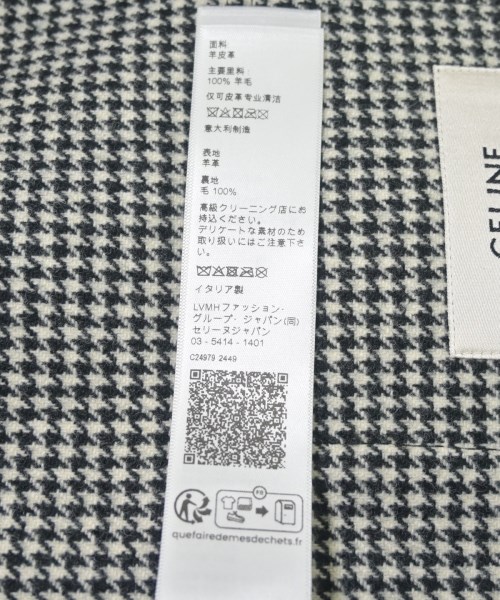 面料:
羊皮革
主要面料:
100% 羊毛
仅可皮革专业清洁
意大利制造
表地
羊革
裏地
毛 100%
高級クリーニング店にお
持込ください。
デリケートな素材のため
取り扱いにはご注意下さ
い。
イタリア製
LVMHファッション・
グループ・ジャパン(同)
セリーヌジャパン
03 - 5414 - 1401
C24979 2449
FR
quefairedemesdechets.fr
CELINE